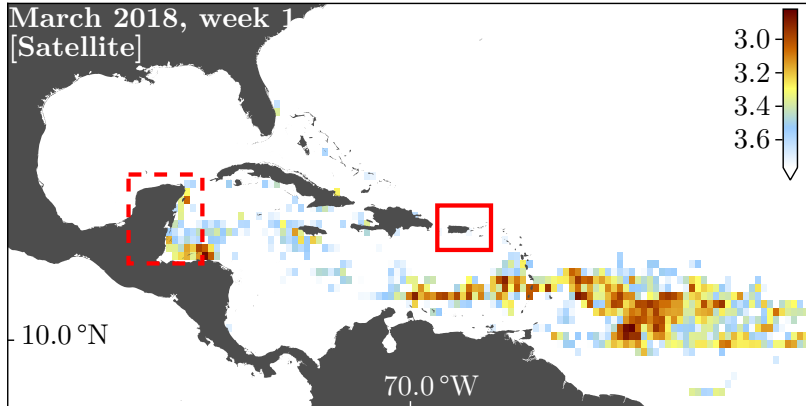 March 2018, week 1
[Satellite]
3.0
3.2
3.4
3.6
10.0 °N
70.0 °W